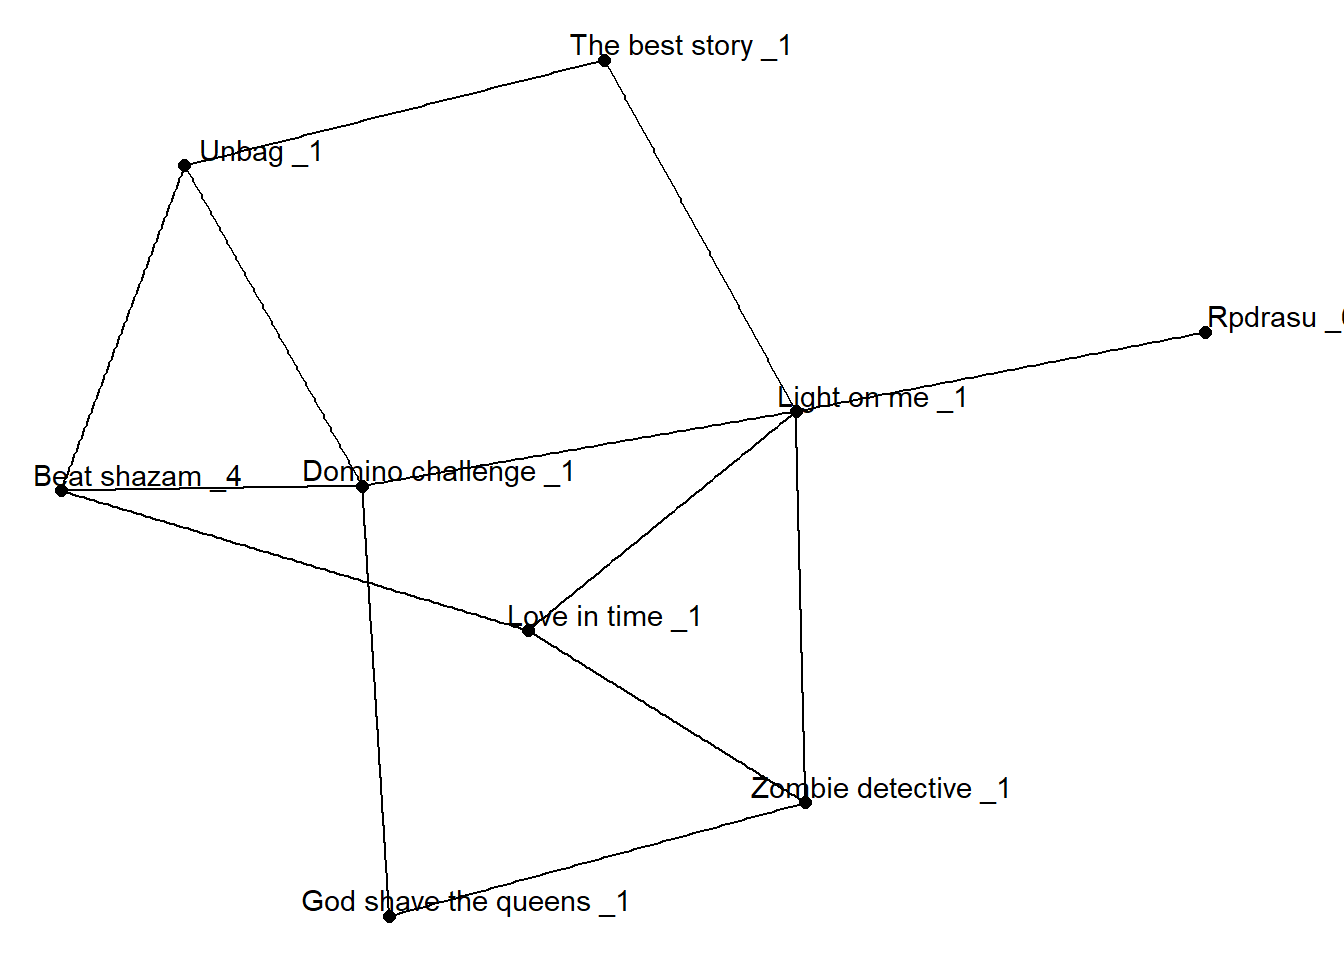 The best story _1
Unbag _1
Rpdrasu
Light on me _1
Beat shazam _4
Domino challenge _1
Love in time _1
Zombie detective _1
God shave the queens _1